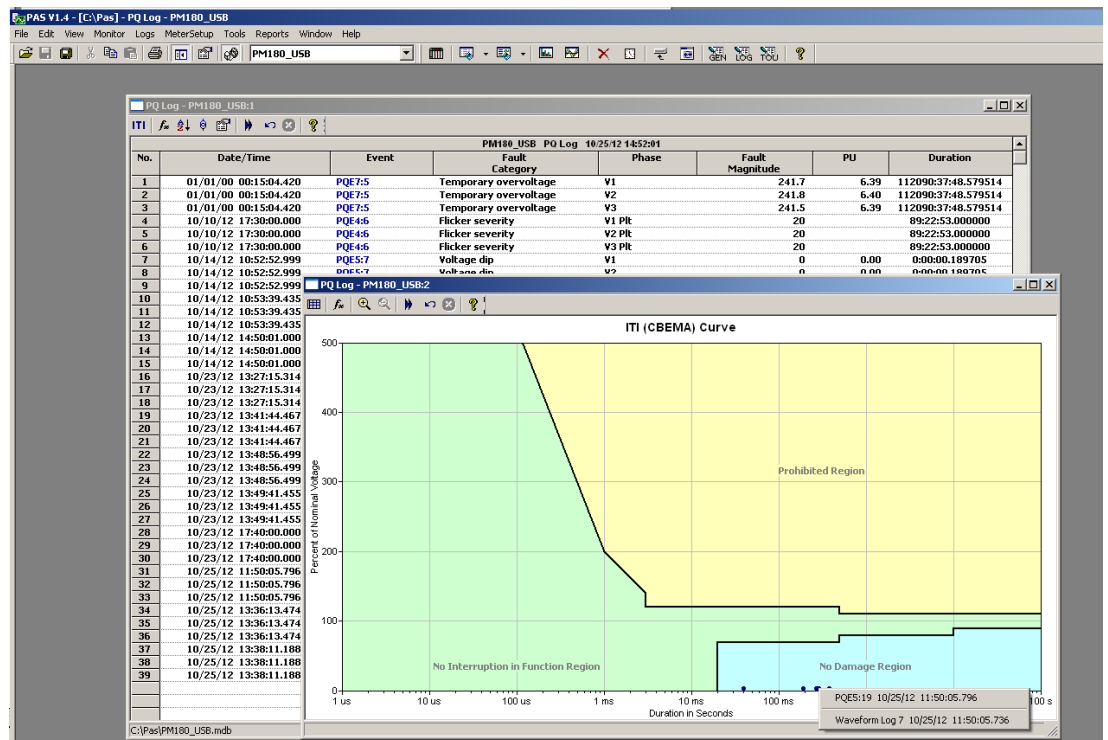 PAS V1.4 - [C:\Pas] - PQ Log - PM180_USB
File Edit View Monitor Logs MeterSetup Tools Reports Window Help
PM180_USB
GEN LOG TOU
PQ Log - PM180_USB:1
ITI
PM180_USB PQ Log 10/25/12 14:52:01
No. Date/Time Event Fault Category Phase Fault Magnitude PU Duration
1 01/01/00 00:15:04.420 PQE7:5 Temporary overvoltage V1 241.7 6.39 112090:37:48.579514
2 01/01/00 00:15:04.420 PQE7:5 Temporary overvoltage V2 241.8 6.40 112090:37:48.579514
3 01/01/00 00:15:04.420 PQE7:5 Temporary overvoltage V3 241.5 6.39 112090:37:48.579514
4 10/10/12 17:30:00.000 PQE4:6 Flicker severity V1 Plt 20 89:22:53.000000
5 10/10/12 17:30:00.000 PQE4:6 Flicker severity V2 Plt 20 89:22:53.000000
6 10/10/12 17:30:00.000 PQE4:6 Flicker severity V3 Plt 20 89:22:53.000000
7 10/14/12 10:52:52.999 PQE5:7 Voltage dip V1 0 0.00 0:00:00.189705
8 10/14/12 10:52:52.999 PQE5:7 Voltage dip V2 0 0.00 0:00:00.189705
9 10/14/12 10:52:52.999
10 10/14/12 10:53:39.435
11 10/14/12 10:53:39.435
12 10/14/12 10:53:39.435
13 10/14/12 14:50:01.000
14 10/14/12 14:50:01.000
15 10/14/12 14:50:01.000
16 10/23/12 13:27:15.314
17 10/23/12 13:27:15.314
18 10/23/12 13:27:15.314
19 10/23/12 13:41:44.467
20 10/23/12 13:41:44.467
21 10/23/12 13:41:44.467
22 10/23/12 13:48:56.499
23 10/23/12 13:48:56.499
24 10/23/12 13:48:56.499
25 10/23/12 13:49:41.455
26 10/23/12 13:49:41.455
27 10/23/12 13:49:41.455
28 10/23/12 17:40:00.000
29 10/23/12 17:40:00.000
30 10/23/12 17:40:00.000
31 10/25/12 11:50:05.796
32 10/25/12 11:50:05.796
33 10/25/12 11:50:05.796
34 10/25/12 13:36:13.474
35 10/25/12 13:36:13.474
36 10/25/12 13:36:13.474
37 10/25/12 13:38:11.188
38 10/25/12 13:38:11.188
39 10/25/12 13:38:11.188
C:\Pas\PM180_USB.mdb
PQ Log - PM180_USB:2
ITI (CBEMA) Curve
Percent of Nominal Voltage
500
400
300
200
100
0
Prohibited Region
No Interruption in Function Region
No Damage Region
1 us 10 us 100 us 1 ms 10 ms 100 ms 100 s
Duration in Seconds
PQE5:19 10/25/12 11:50:05.796
Waveform Log 7 10/25/12 11:50:05.736